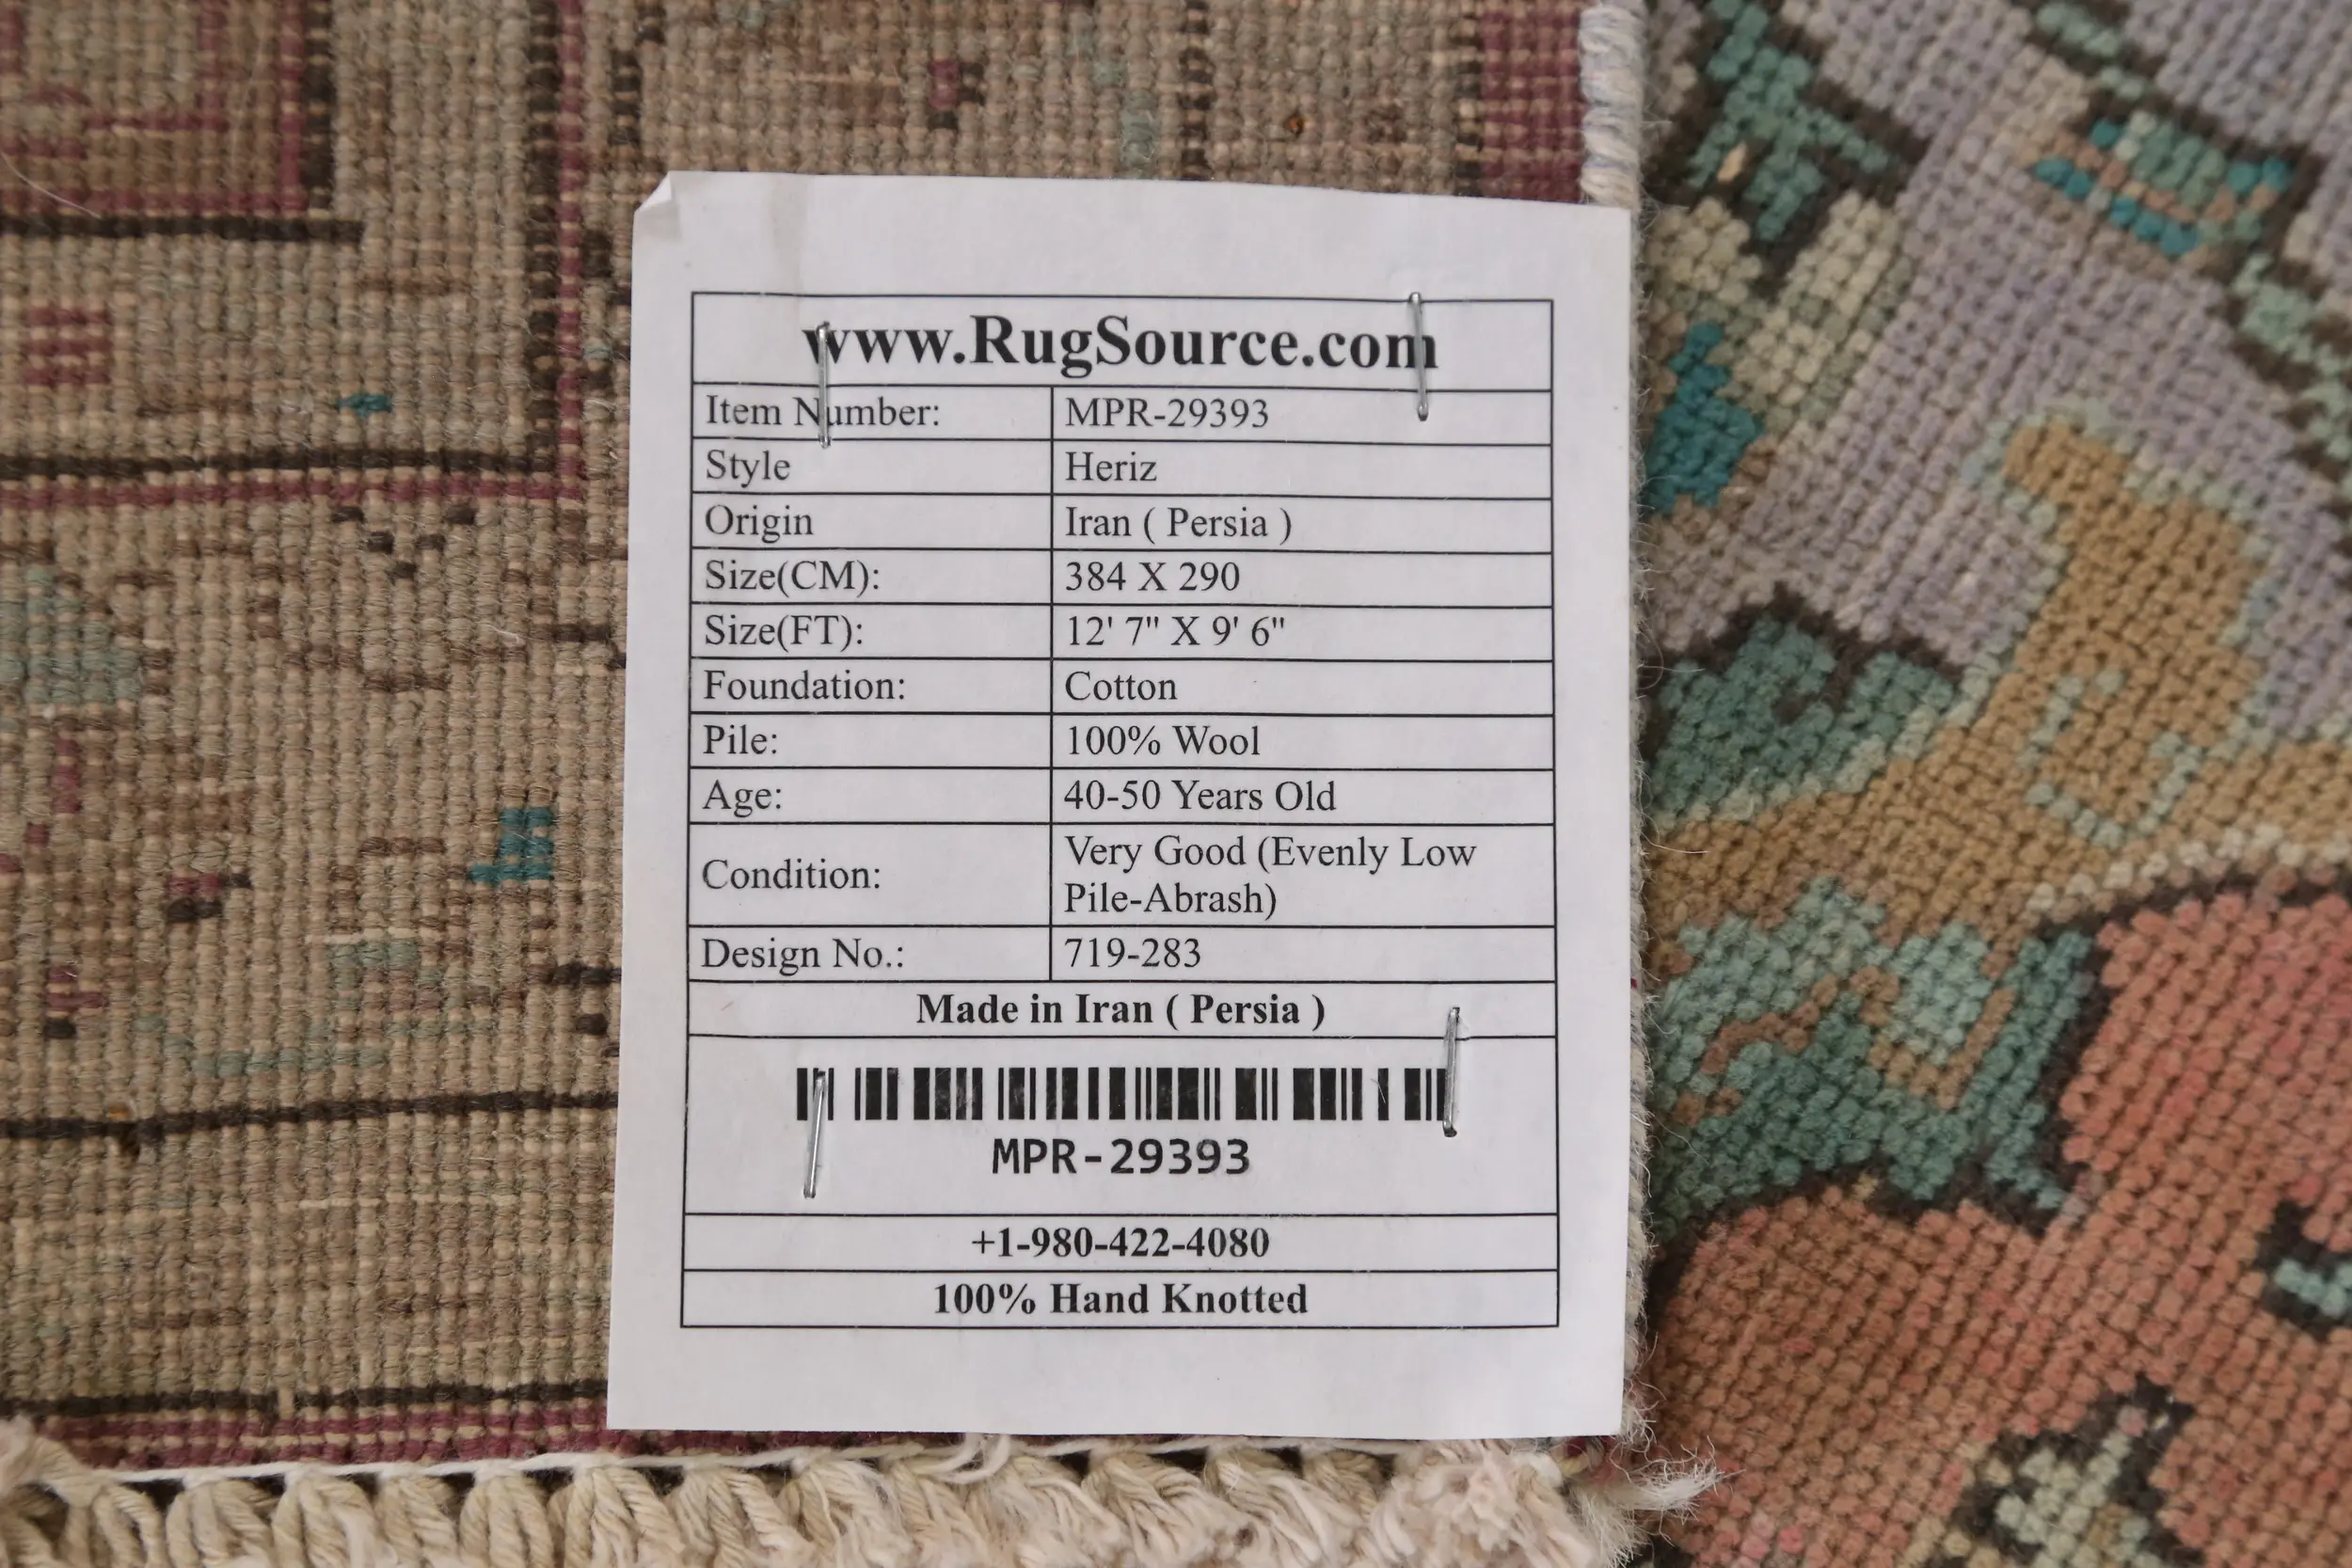 www.RugSource.com
Item Number: MPR-29393
Style Heriz
Origin Iran ( Persia )
Size(CM): 384 X 290
Size(FT): 12' 7" X 9' 6"
Foundation: Cotton
Pile: 100% Wool
Age: 40-50 Years Old
Condition: Very Good (Evenly Low
Pile-Abrash)
Design No.: 719-283
Made in Iran ( Persia )
MPR-29393
+1-980-422-4080
100% Hand Knotted